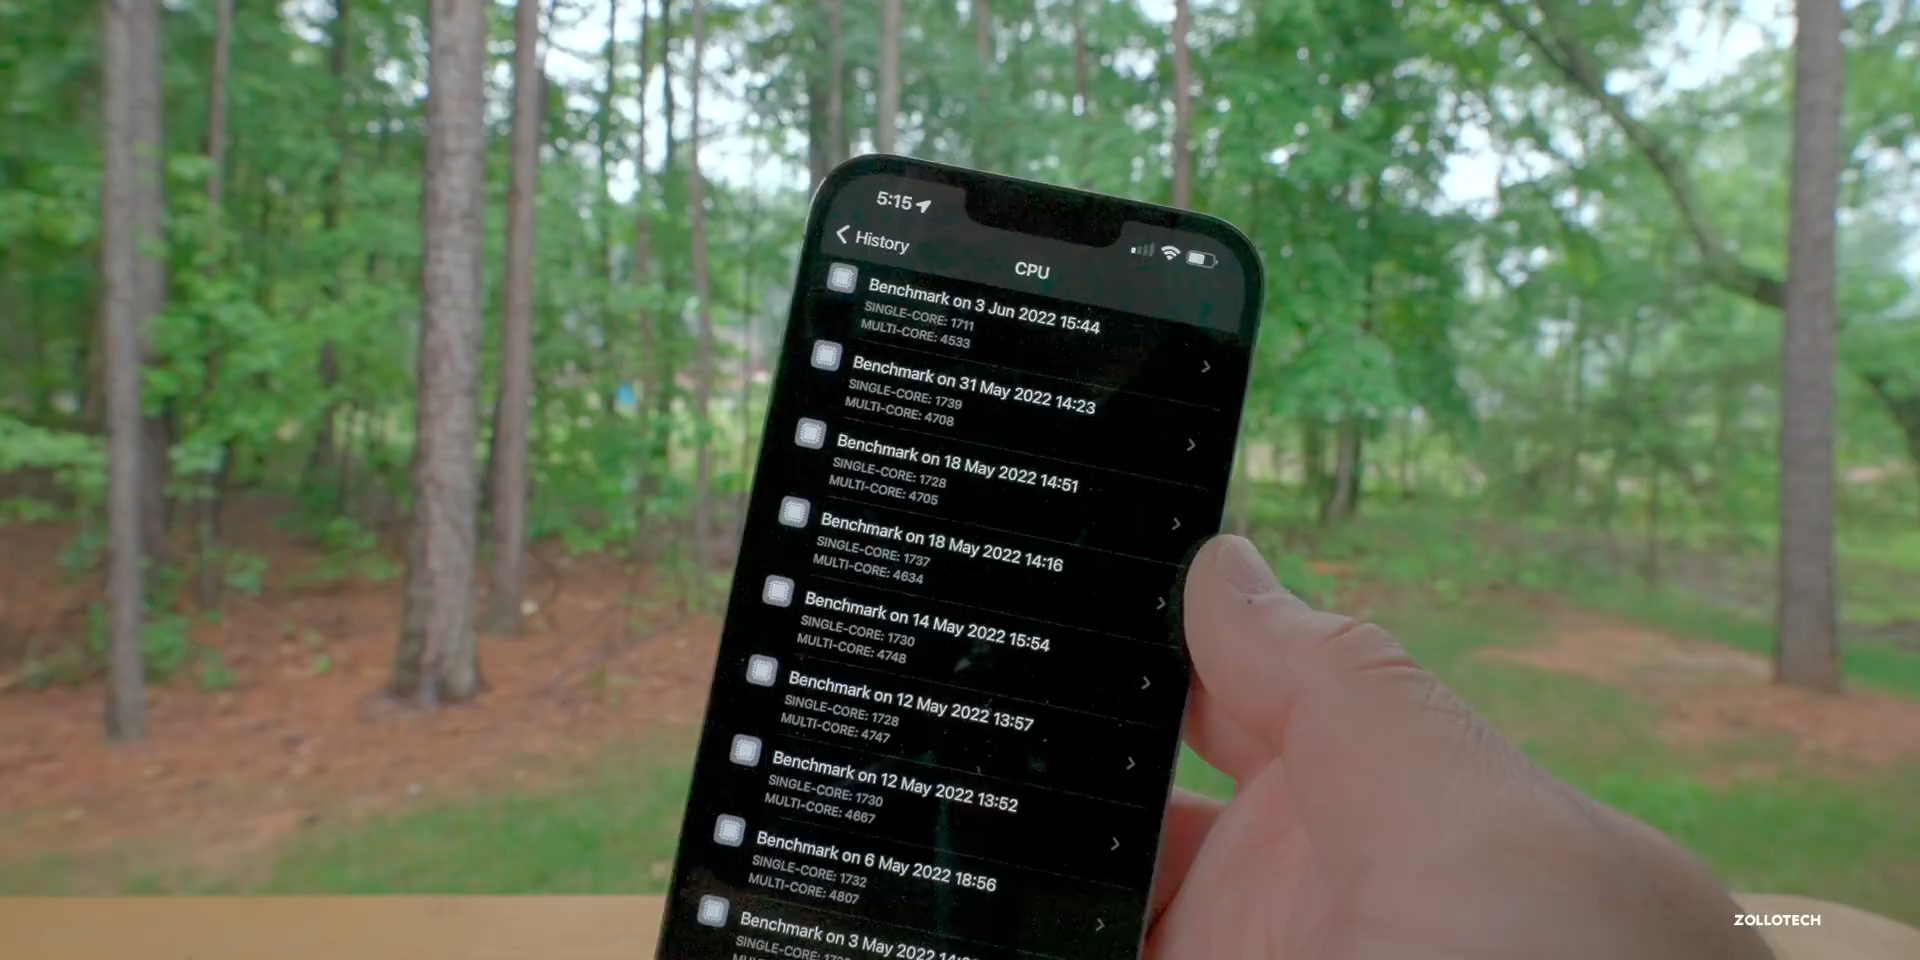 5:15
History
CPU
Benchmark on 3 Jun 2022 15:44
SINGLE-CORE: 1711
MULTI-CORE: 4533
Benchmark on 31 May 2022 14:23
SINGLE-CORE: 1739
MULTI-CORE: 4708
Benchmark on 18 May 2022 14:51
SINGLE-CORE: 1728
MULTI-CORE: 4705
Benchmark on 18 May 2022 14:16
SINGLE-CORE: 1737
MULTI-CORE: 4634
Benchmark on 14 May 2022 15:54
SINGLE-CORE: 1730
MULTI-CORE: 4748
Benchmark on 12 May 2022 13:57
SINGLE-CORE: 1728
MULTI-CORE: 4747
Benchmark on 12 May 2022 13:52
SINGLE-CORE: 1730
MULTI-CORE: 4667
Benchmark on 6 May 2022 18:56
SINGLE-CORE: 1732
MULTI-CORE: 4807
Benchmark on 3 May 2022
SINGLE-CORE:
ZOLLOTECH